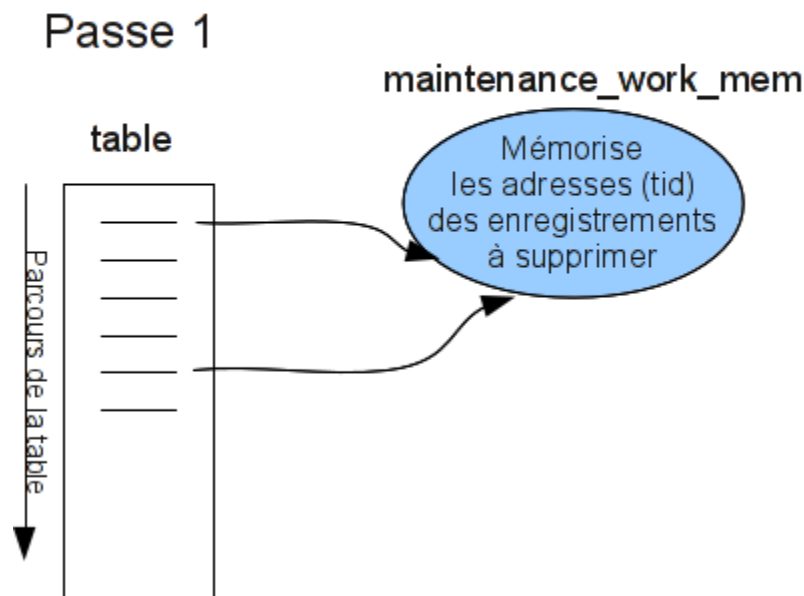 Passe 1
maintenance_work_mem
table
Mémorise
les adresses (tid)
des enregistrements
à supprimer
Parcours de la table